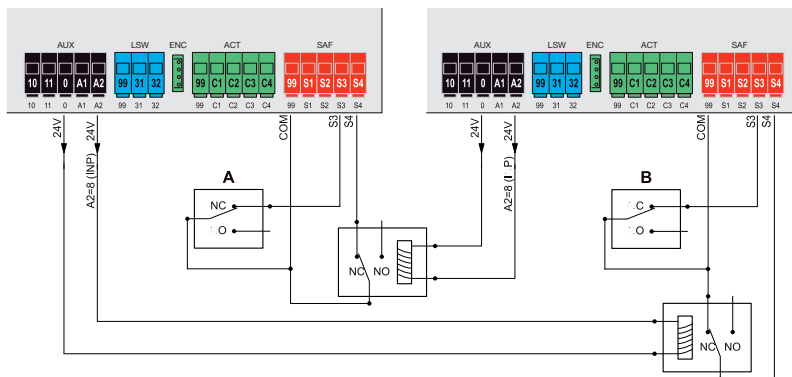 AUX LSW ENC ACT SAF
10 11 0 A1 A2 99 31 32 99 C1 C2 C3 C4 99 S1 S2 S3 S4
10 11 0 A1 A2 99 31 32 99 C1 C2 C3 C4 99 S1 S2 S3 S4
24V 24V COM S3 S4
A2=8 (INP)
A
NC
.O
NC NO
AUX LSW ENC ACT SAF
10 11 0 A1 A2 99 31 32 99 C1 C2 C3 C4 99 S1 S2 S3 S4
10 11 0 A1 A2 99 31 32 99 C1 C2 C3 C4 99 S1 S2 S3 S4
24V 24V COM S3 S4
A2=8 (I P)
B
.C
.O
NC NO